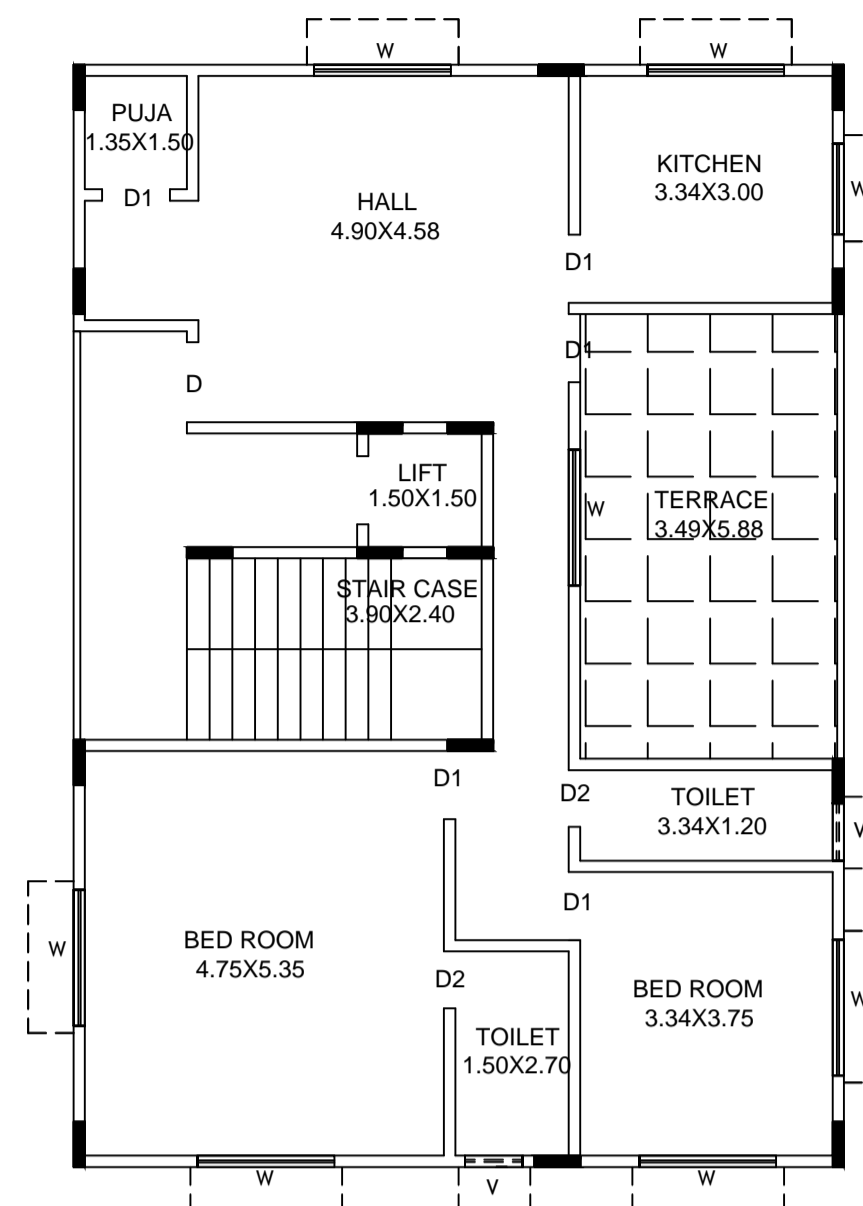 W
W
PUJA
1.35X1.50
D1
HALL
4.90X4.58
KITCHEN
3.34X3.00
W
D1
D1
D
LIFT
1.50X1.50
W
TERRACE
3.49X5.88
STAIR CASE
3.90X2.40
D1
D2
TOILET
3.34X1.20
V
D1
W
BED ROOM
4.75X5.35
D2
BED ROOM
3.34X3.75
W
TOILET
1.50X2.70
W
V
W